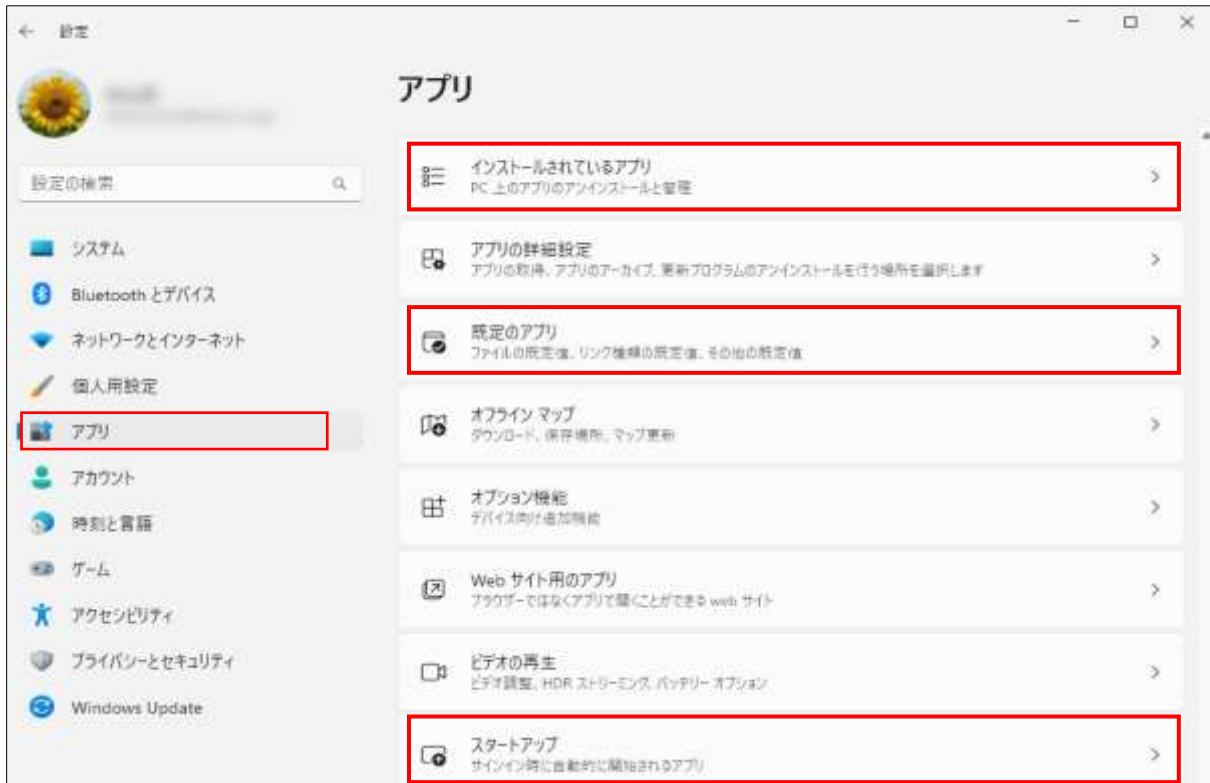 設定
アプリ
設定の検索
システム
Bluetooth とデバイス
ネットワークとインターネット
個人用設定
アプリ
アカウント
時刻と言語
ゲーム
アクセシビリティ
プライバシーとセキュリティ
Windows Update
インストールされているアプリ
PC 上のアプリのアンインストールと管理
アプリの詳細設定
アプリの取得、アプリのアーカイブ、更新プログラムのアンインストールを行う場所を選択します
既定のアプリ
ファイルの既定値、リンク種類の既定値、その他の既定値
オフライン マップ
ダウンロード、保存場所、マップ更新
オプション機能
デバイス向け追加機能
Web サイト用のアプリ
ブラウザーではなくアプリで開くことができる web サイト
ビデオの再生
ビデオ調整、HDR ストリーミング、バッテリー オプション
スタートアップ
サインイン時に自動的に開始されるアプリ